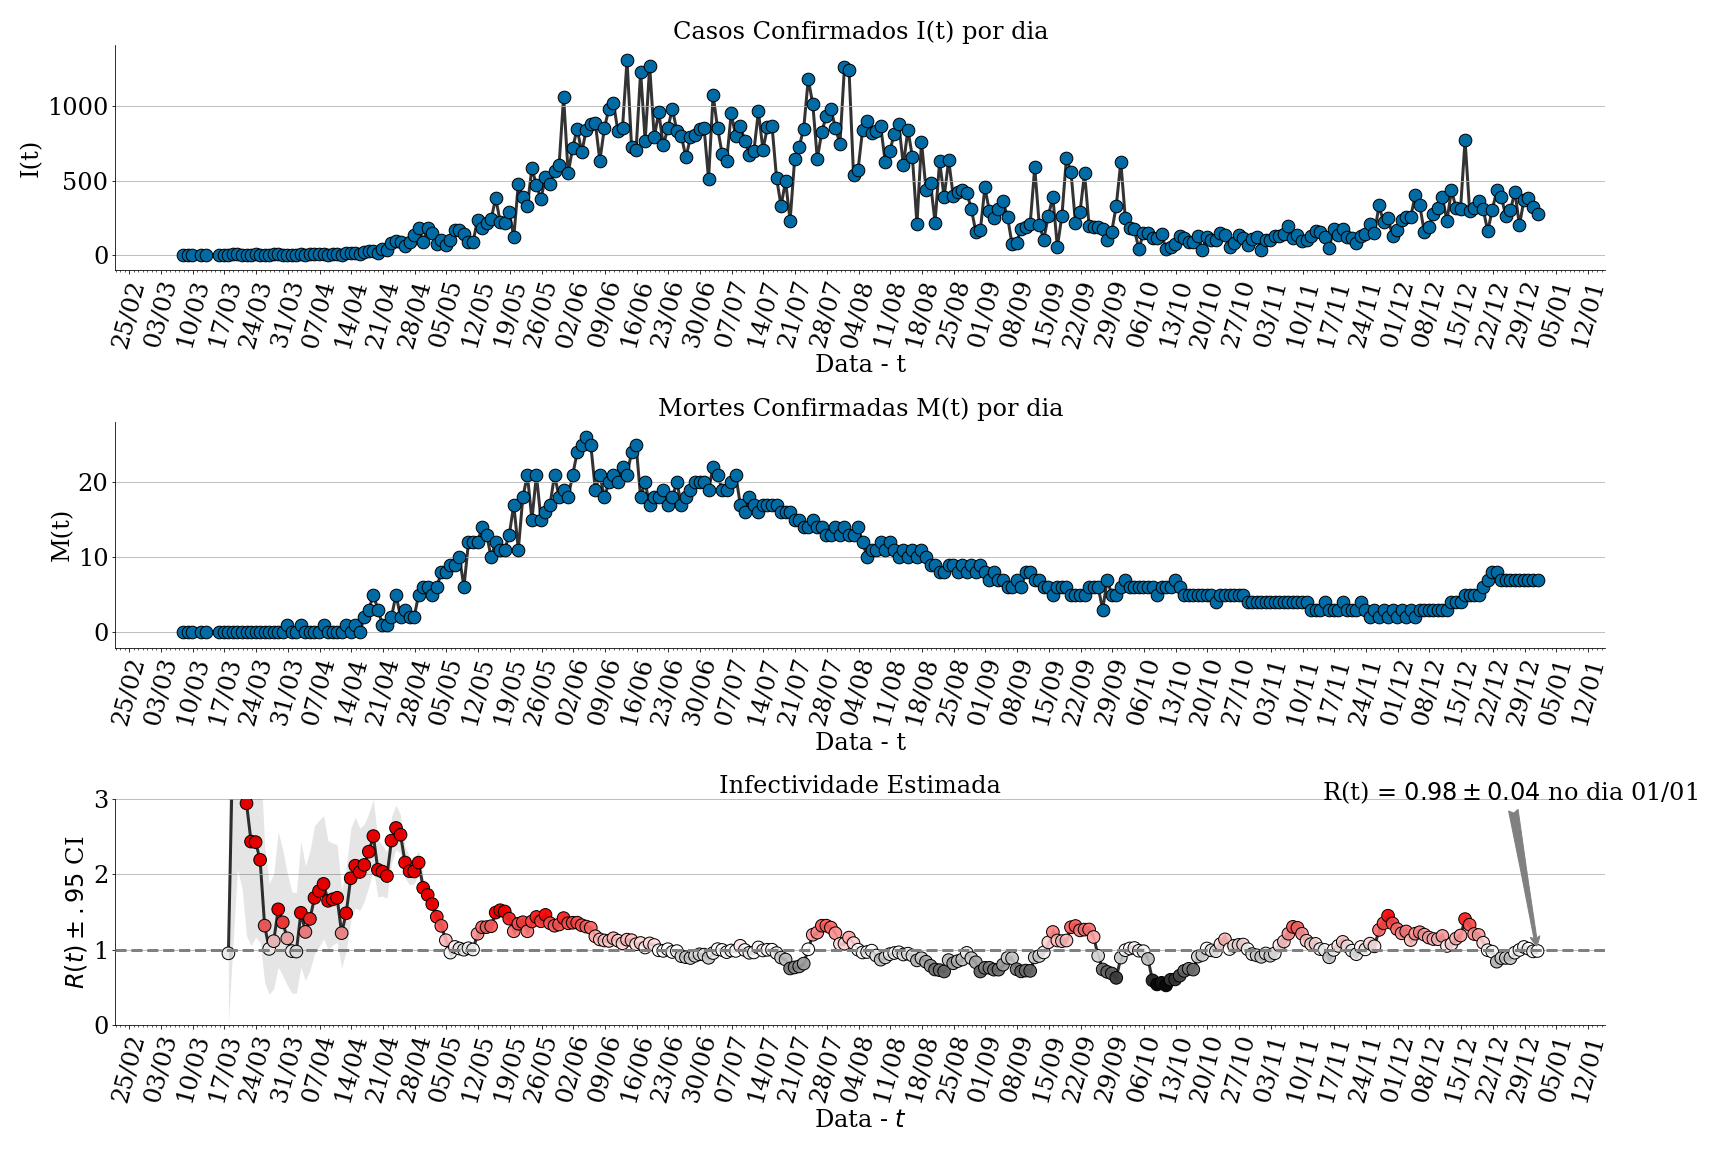 Casos Confirmados I(t) por dia
I(t)
1000
500
0
25/02 03/03 10/03 17/03 24/03 31/03 07/04 14/04 21/04 28/04 05/05 12/05 19/05 26/05 02/06 09/06 16/06 23/06 30/06 07/07 14/07 21/07 28/07 04/08 11/08 18/08 25/08 01/09 08/09 15/09 22/09 29/09 06/10 13/10 20/10 27/10 03/11 10/11 17/11 24/11 01/12 08/12 15/12 22/12 29/12 05/01 12/01
Data - t
Mortes Confirmadas M(t) por dia
M(t)
20
10
0
25/02 03/03 10/03 17/03 24/03 31/03 07/04 14/04 21/04 28/04 05/05 12/05 19/05 26/05 02/06 09/06 16/06 23/06 30/06 07/07 14/07 21/07 28/07 04/08 11/08 18/08 25/08 01/09 08/09 15/09 22/09 29/09 06/10 13/10 20/10 27/10 03/11 10/11 17/11 24/11 01/12 08/12 15/12 22/12 29/12 05/01 12/01
Data - t
Infectividade Estimada
R(t) = 0.98 ± 0.04 no dia 01/01
R(t) ± .95 CI
3
2
1
0
25/02 03/03 10/03 17/03 24/03 31/03 07/04 14/04 21/04 28/04 05/05 12/05 19/05 26/05 02/06 09/06 16/06 23/06 30/06 07/07 14/07 21/07 28/07 04/08 11/08 18/08 25/08 01/09 08/09 15/09 22/09 29/09 06/10 13/10 20/10 27/10 03/11 10/11 17/11 24/11 01/12 08/12 15/12 22/12 29/12 05/01 12/01
Data - t